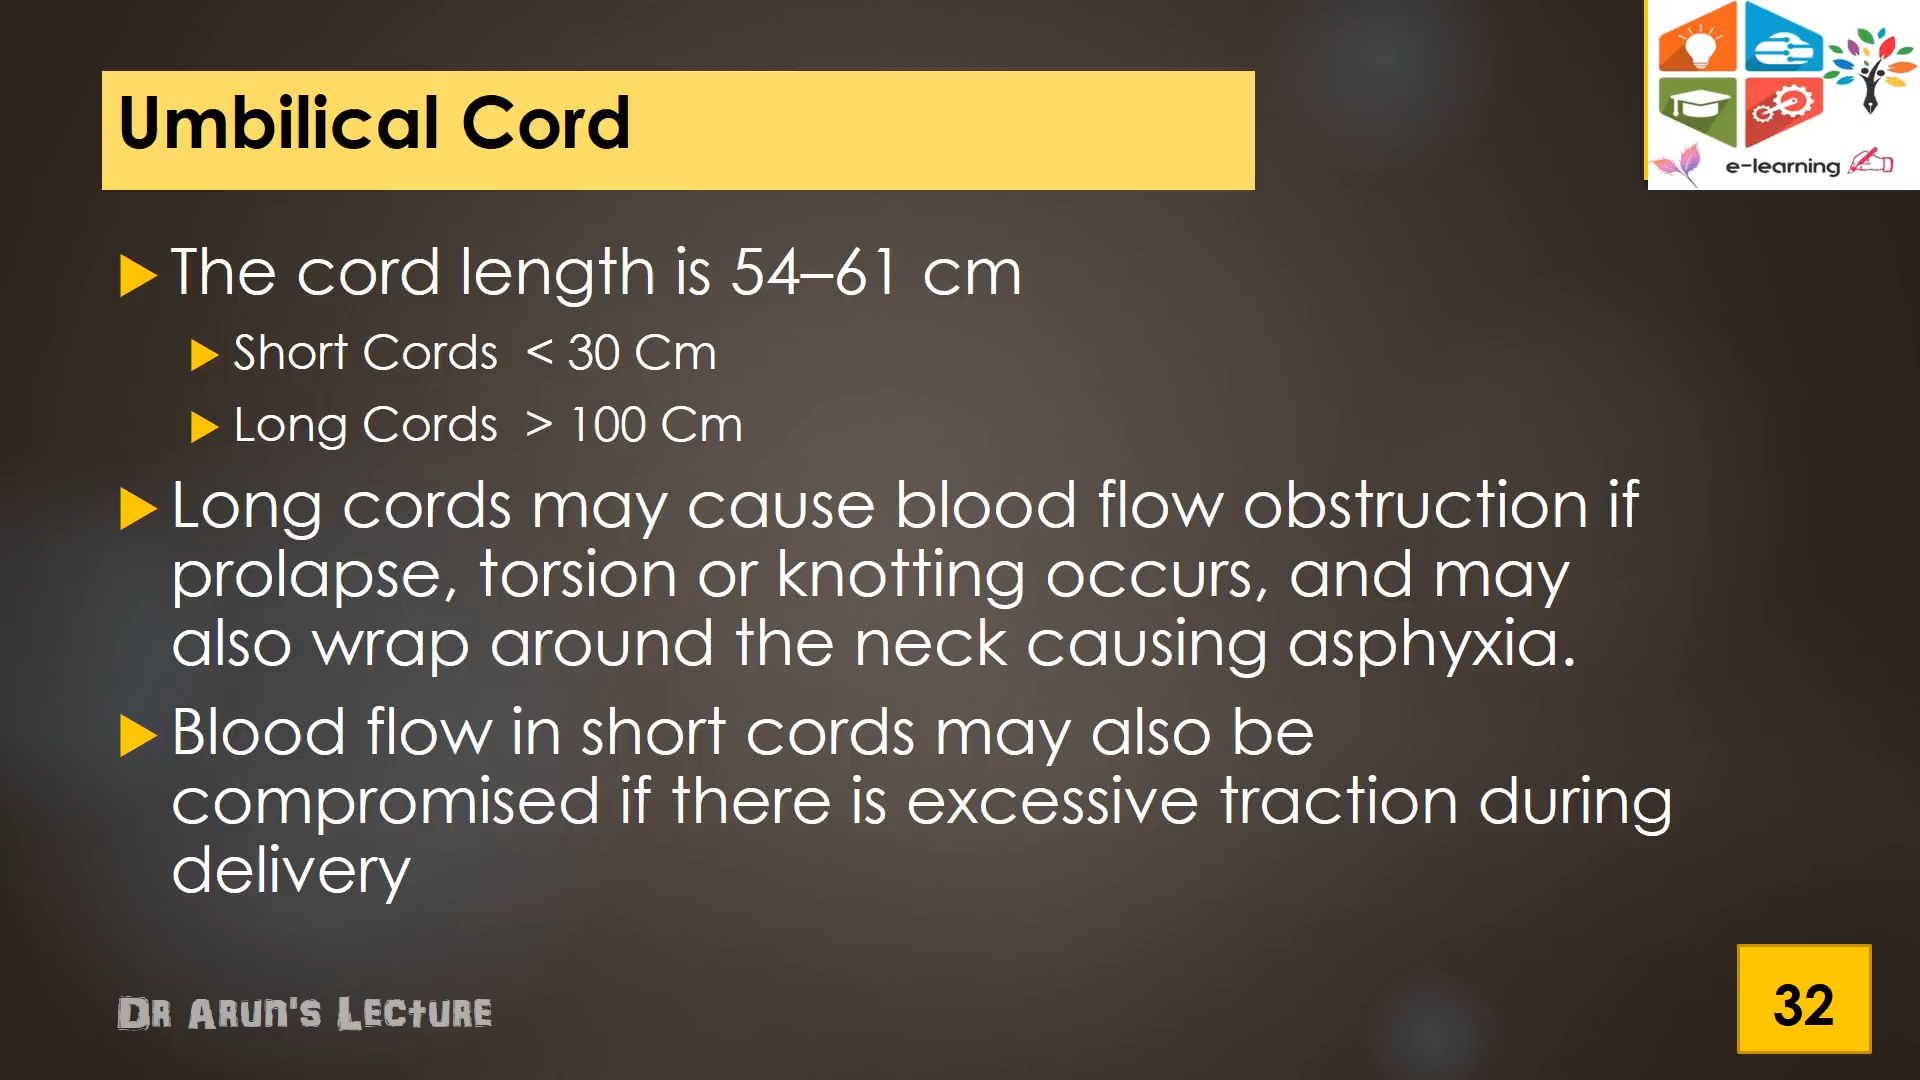 Umbilical Cord
e-learning
The cord length is 54–61 cm
Short Cords < 30 Cm
Long Cords > 100 Cm
Long cords may cause blood flow obstruction if
prolapse, torsion or knotting occurs, and may
also wrap around the neck causing asphyxia.
Blood flow in short cords may also be
compromised if there is excessive traction during
delivery
Dr Arun's Lecture
32